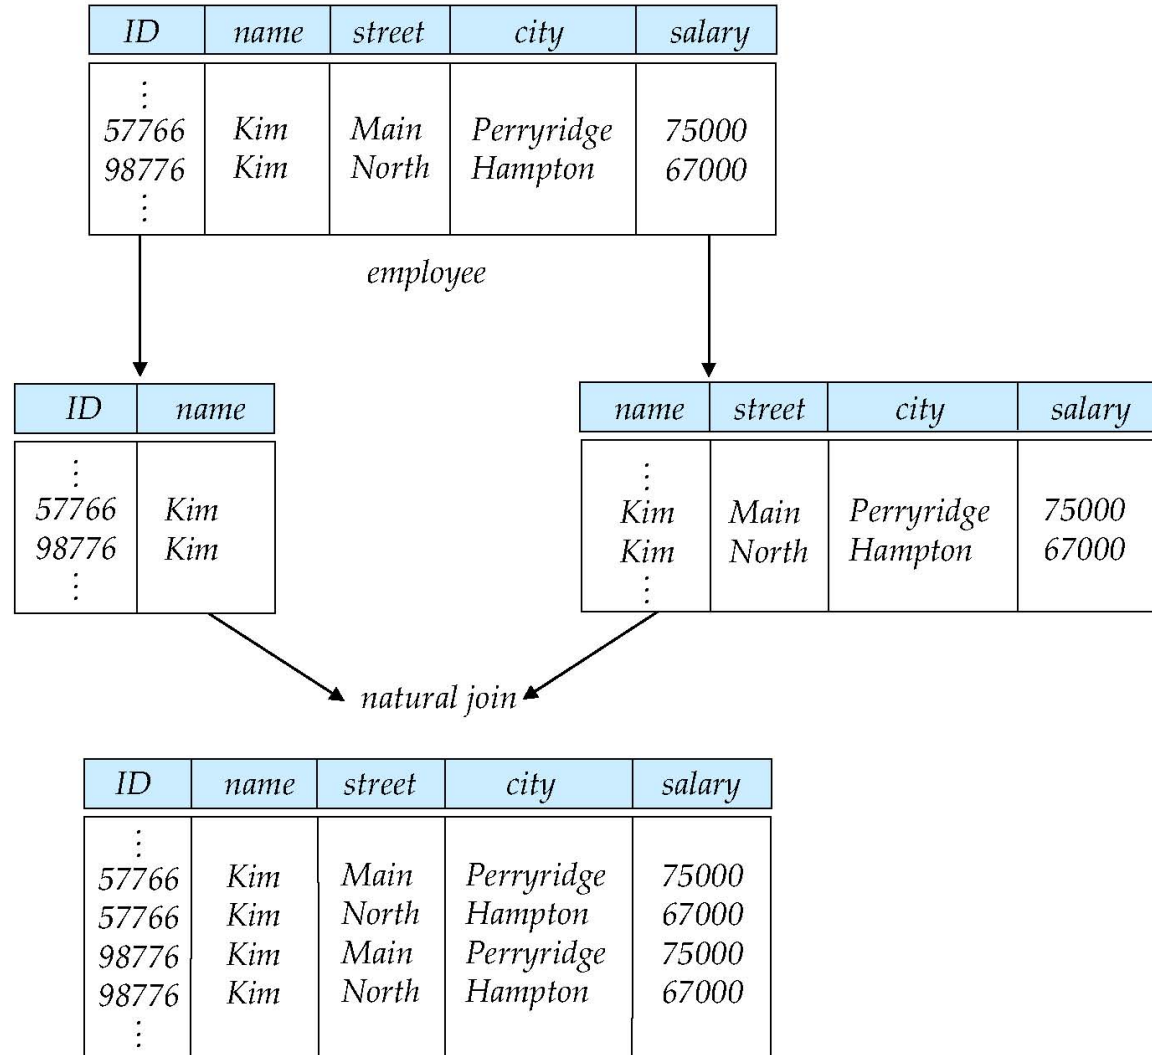 ID name street city salary
⋮
57766 Kim Main Perryridge 75000
98776 Kim North Hampton 67000
⋮
employee
ID name
⋮
57766 Kim
98776 Kim
⋮
name street city salary
⋮
Kim Main Perryridge 75000
Kim North Hampton 67000
⋮
natural join
ID name street city salary
⋮
57766 Kim Main Perryridge 75000
57766 Kim North Hampton 67000
98776 Kim Main Perryridge 75000
98776 Kim North Hampton 67000
⋮